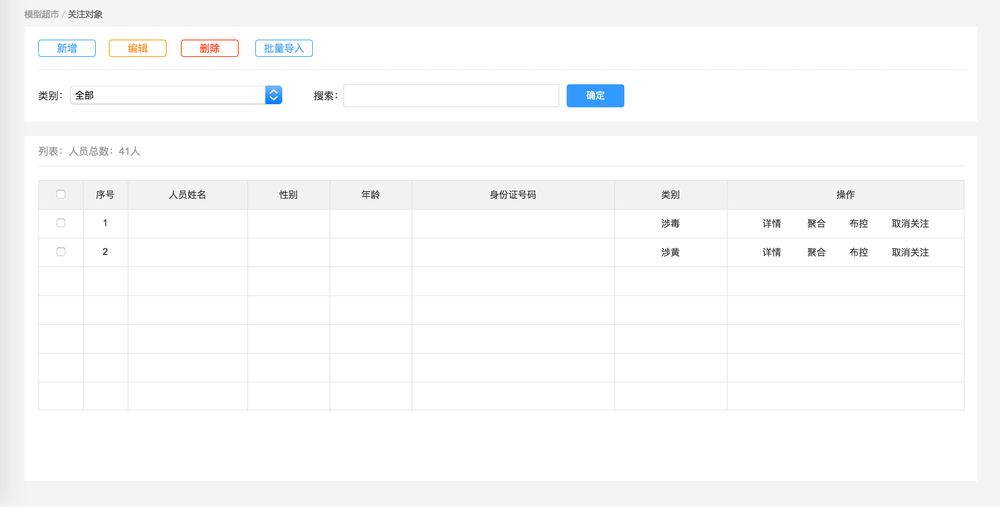 模型超市 / 关注对象
新增 编辑 删除 批量导入
类别： 全部 搜索： 确定
列表：人员总数：41人
序号 人员姓名 性别 年龄 身份证号码 类别 操作
1 涉毒 详情 聚合 布控 取消关注
2 涉黄 详情 聚合 布控 取消关注